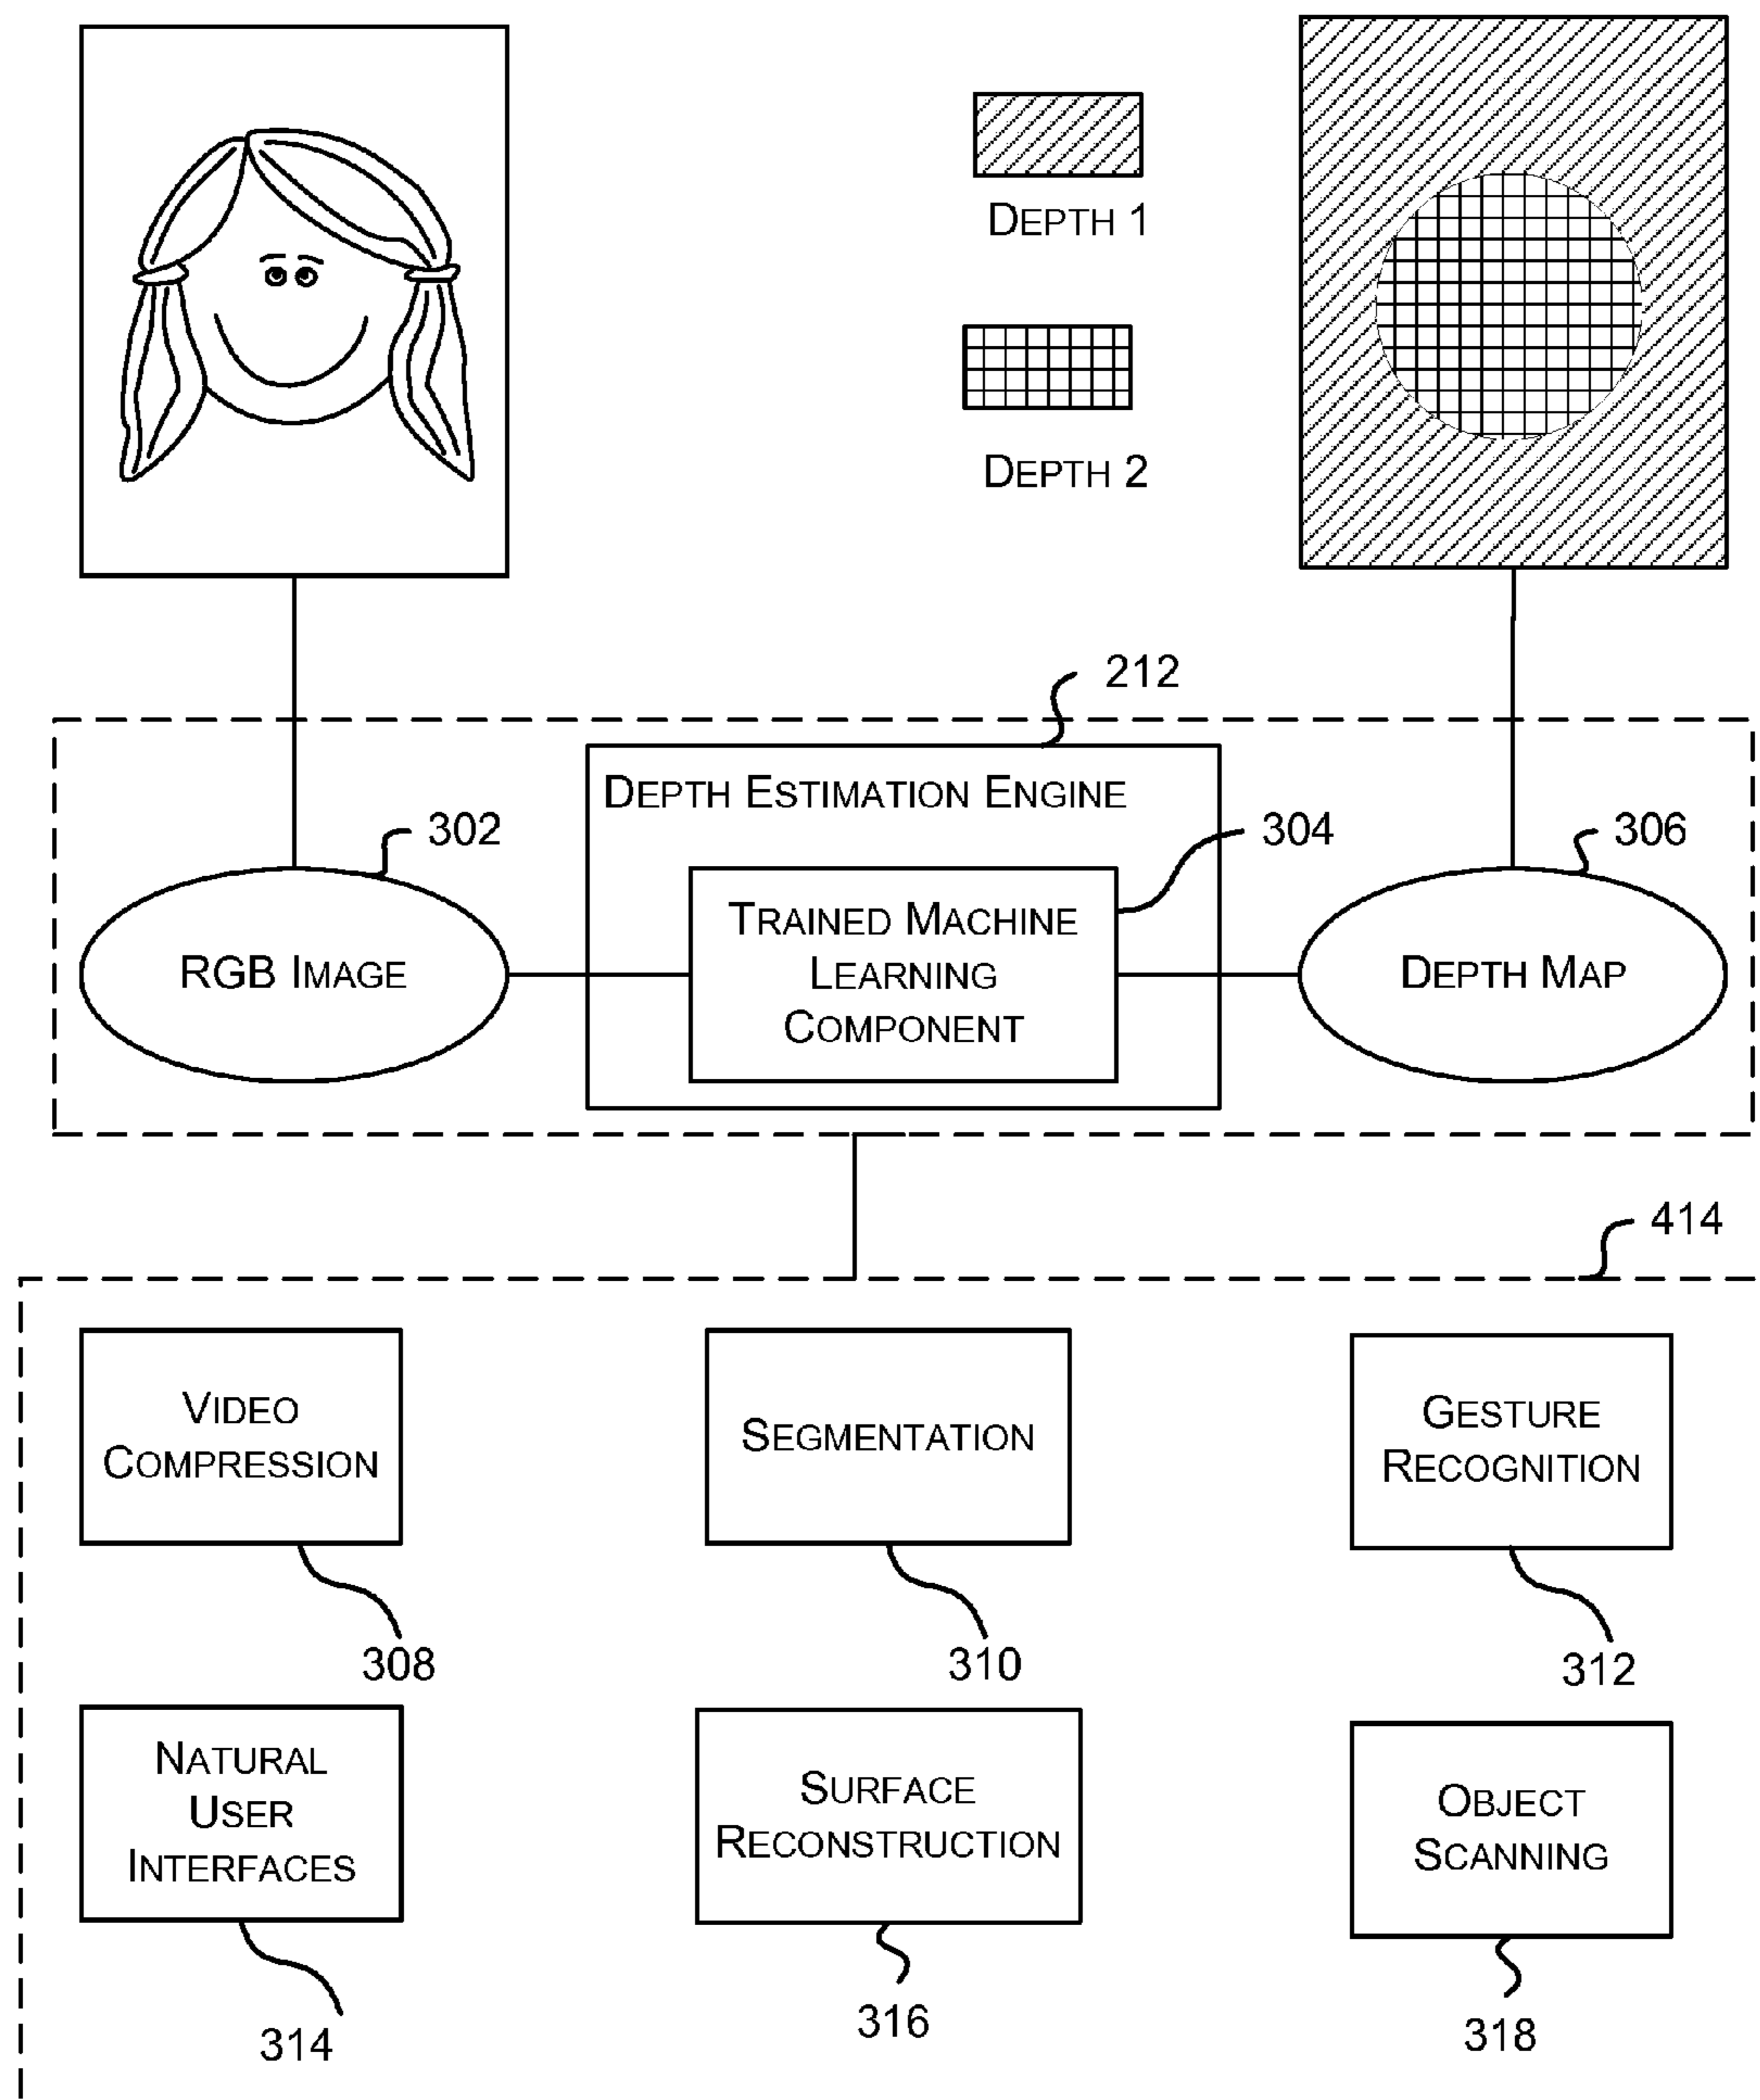 DEPTH 1
DEPTH 2
212
DEPTH ESTIMATION ENGINE
302
304
306
RGB IMAGE
TRAINED MACHINE
LEARNING
COMPONENT
DEPTH MAP
414
VIDEO
COMPRESSION
SEGMENTATION
GESTURE
RECOGNITION
308
310
312
NATURAL
USER
INTERFACES
SURFACE
RECONSTRUCTION
OBJECT
SCANNING
314
316
318